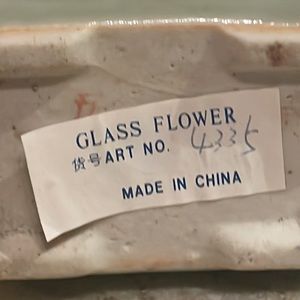 GLASS FLOWER
货号ART NO. 4335
MADE IN CHINA